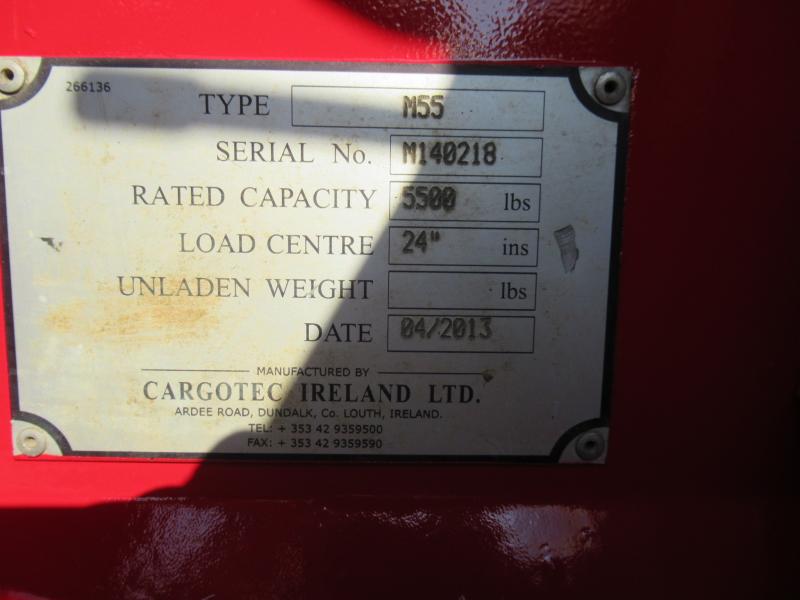 266136
TYPE M55
SERIAL No. M140218
RATED CAPACITY 5500 lbs
LOAD CENTRE 24" ins
UNLADEN WEIGHT lbs
DATE 04/2013
MANUFACTURED BY
CARGOTEC IRELAND LTD.
ARDEE ROAD, DUNDALK, Co. LOUTH, IRELAND.
TEL: + 353 42 9359500
FAX: + 353 42 9359590